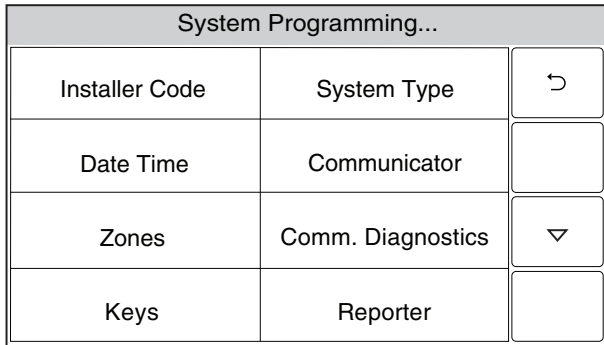 System Programming...
Installer Code
System Type
Date Time
Communicator
Zones
Comm. Diagnostics
Keys
Reporter